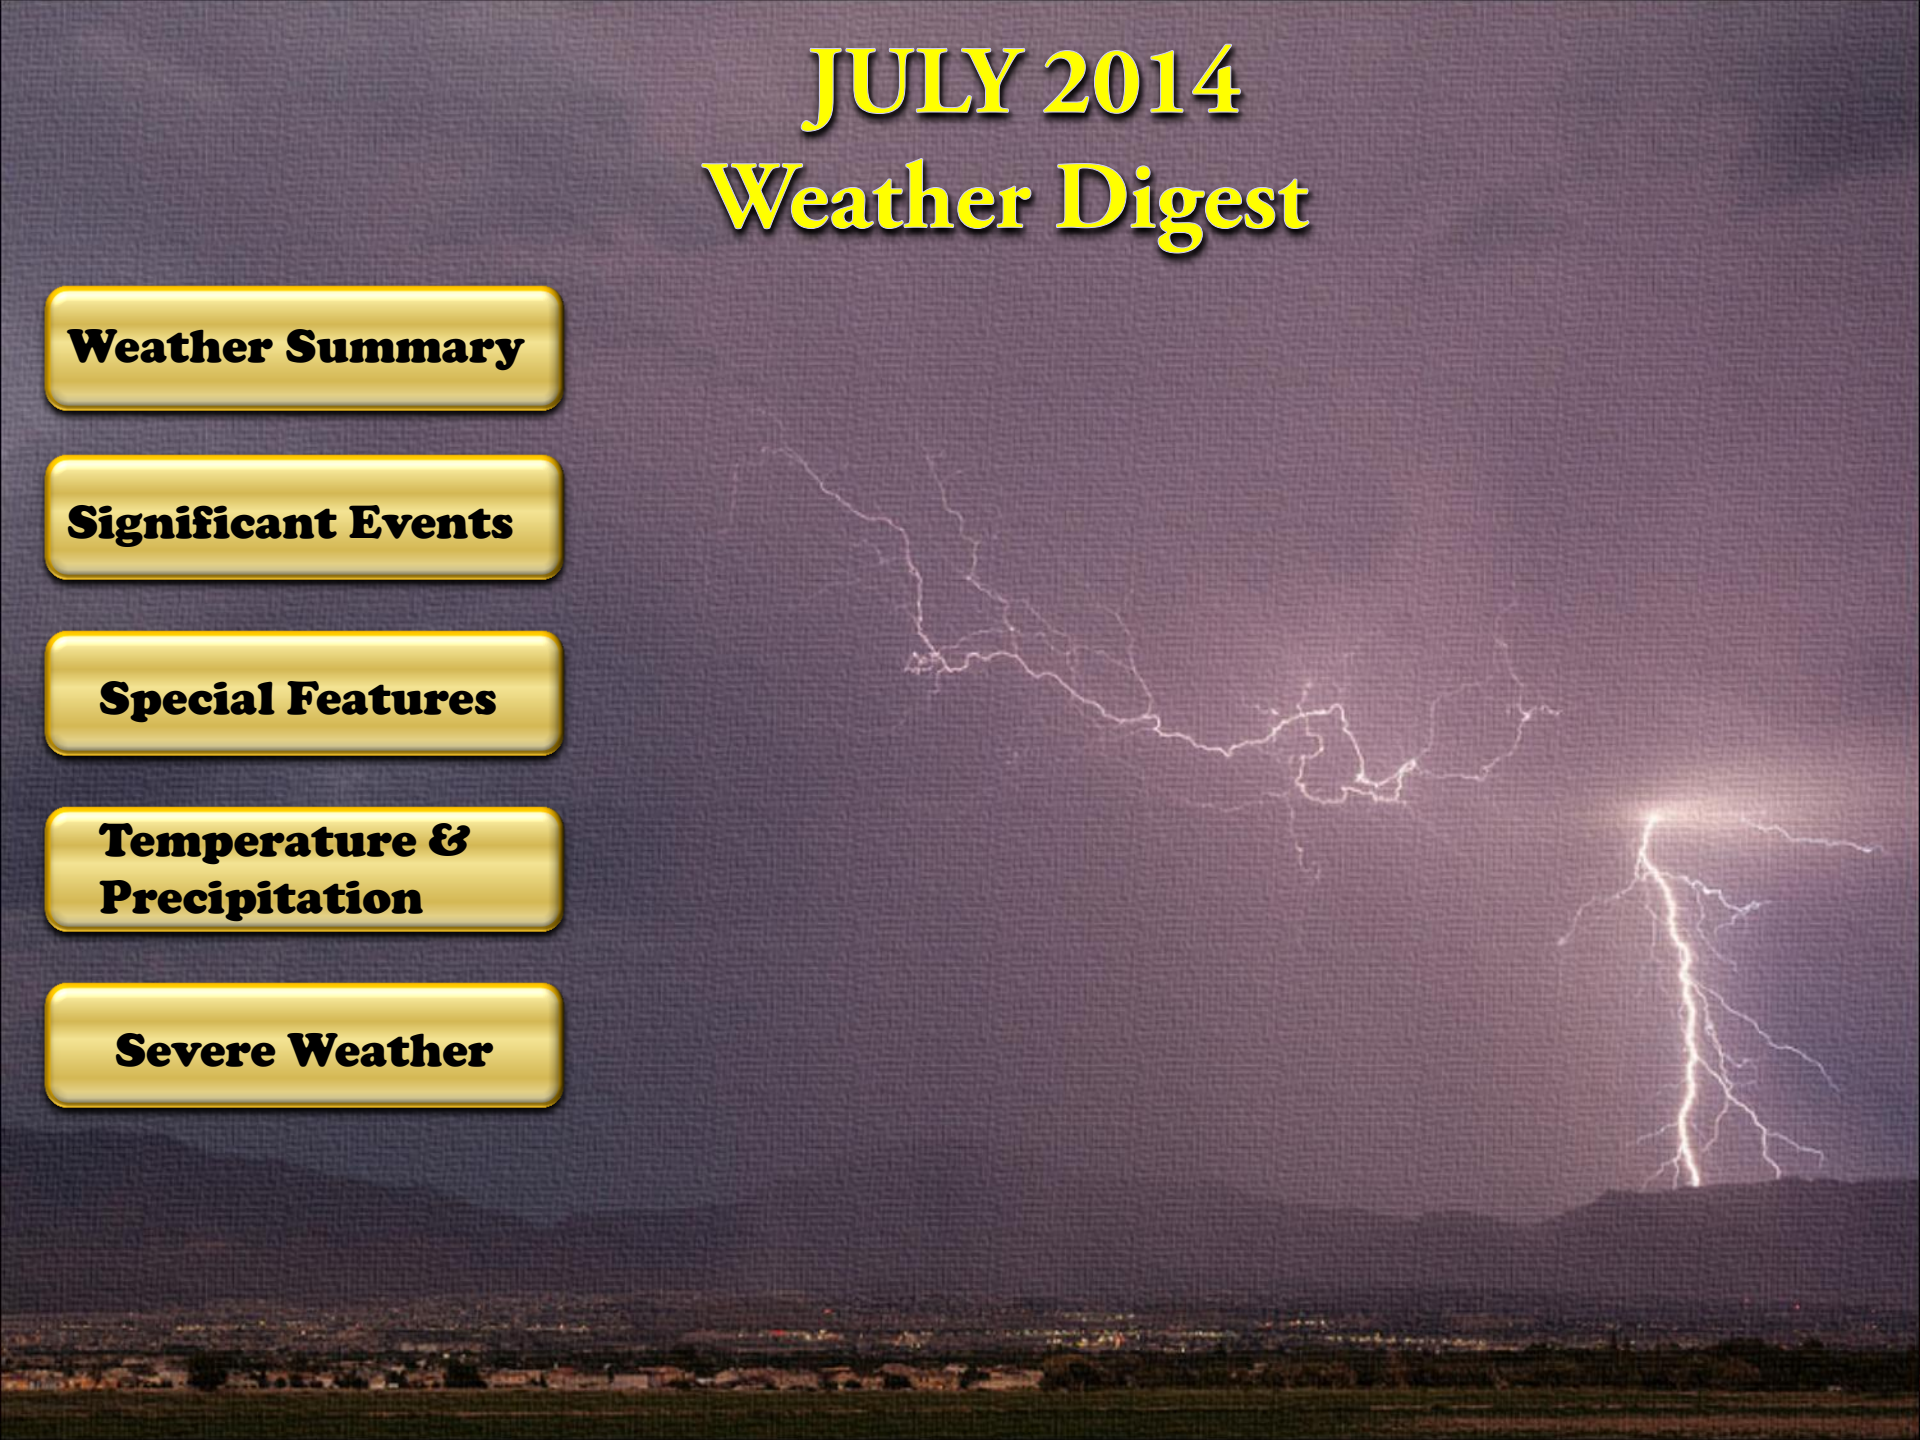 JULY 2014
Weather Digest
Weather Summary
Significant Events
Special Features
Temperature &
Precipitation
Severe Weather